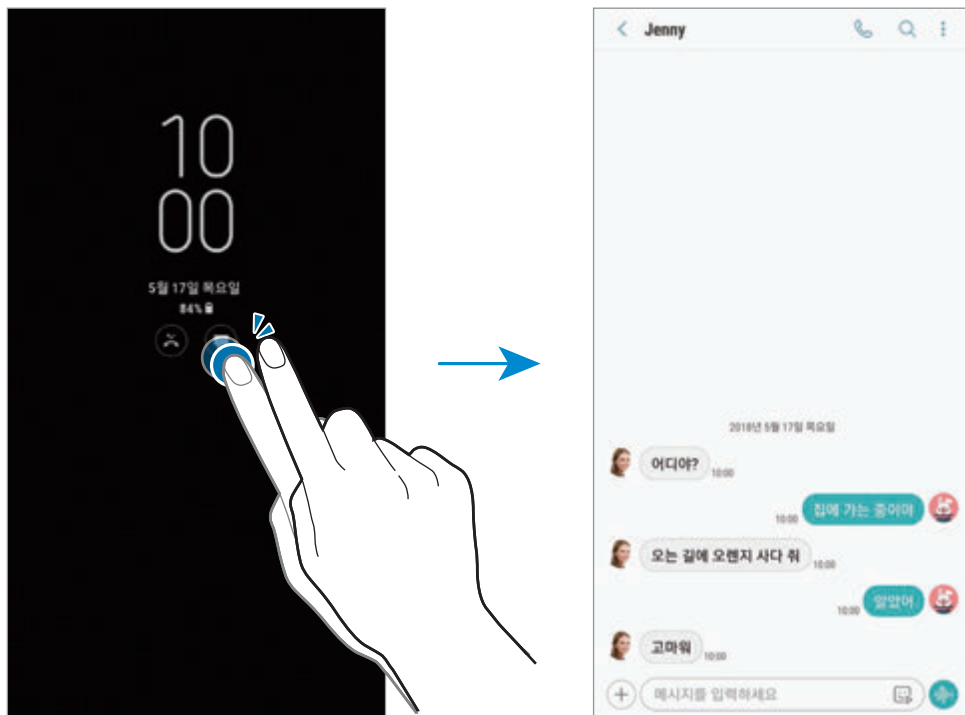 10
00
5월 17일 목요일
84%
Jenny
2018년 5월 17일 목요일
어디야?
10:00
집에 가는 중이야
10:00
오는 길에 오렌지 사다 줘
10:00
알았어
10:00
고마워
10:00
메시지를 입력하세요